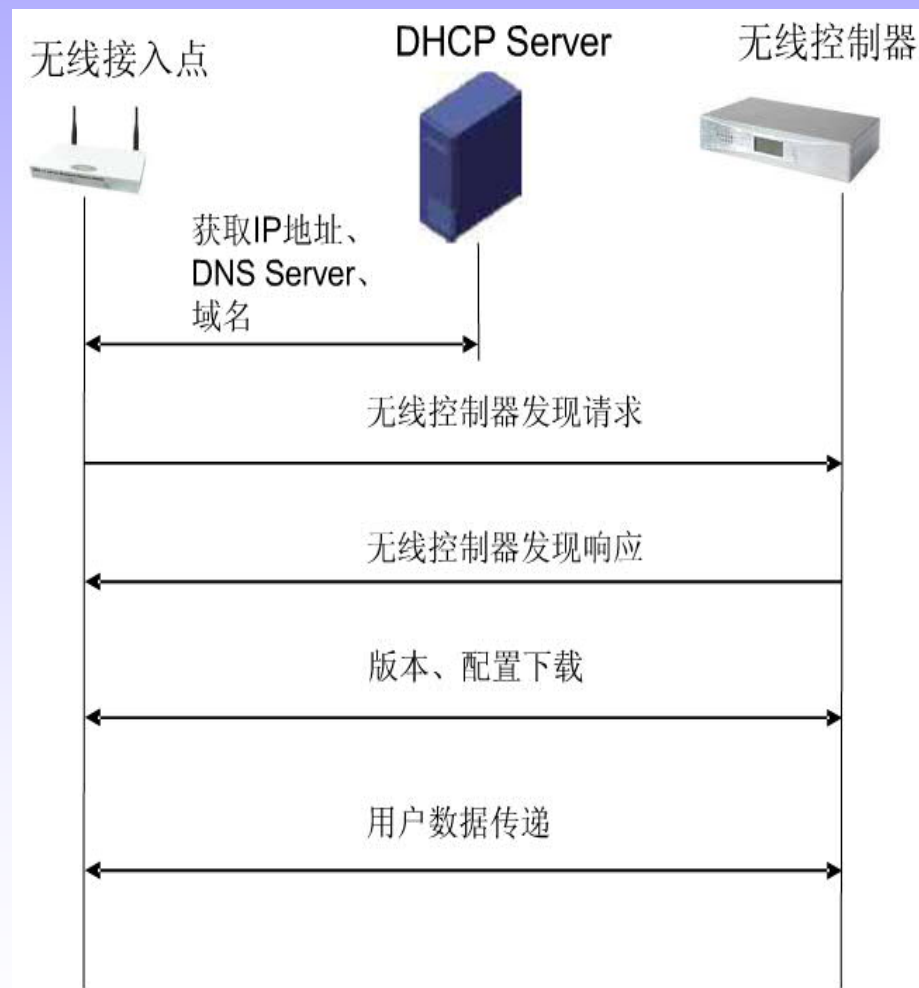 无线接入点
DHCP Server
无线控制器
获取IP地址、
DNS Server、
域名
无线控制器发现请求
无线控制器发现响应
版本、配置下载
用户数据传递